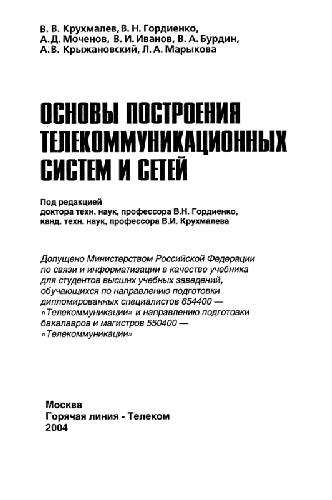 В. В. Крухмалев, В. Н. Гордиенко,
А.Д. Моченов, В. И. Иванов, В. А. Бурдин,
А.В. Крыжановский, Л.А. Марыкова
ОСНОВЫ ПОСТРОЕНИЯ
ТЕЛЕКОММУНИКАЦИОННЫХ
СИСТЕМ И СЕТЕЙ
Под редакцией
доктора техн. наук, профессора В.Н. Гордиенко,
канд. техн. наук, профессора В.И. Крухмалева
Допущено Министерством Российской Федерации
по связи и информатизации в качестве учебника
для студентов высших учебных заведений,
обучающихся по направлению подготовки
дипломированных специалистов 654400 —
«Телекоммуникации» и направлению подготовки
бакалавров и магистров 550400 —
«Телекоммуникации»
Москва
Горячая линия - Телеком
2004